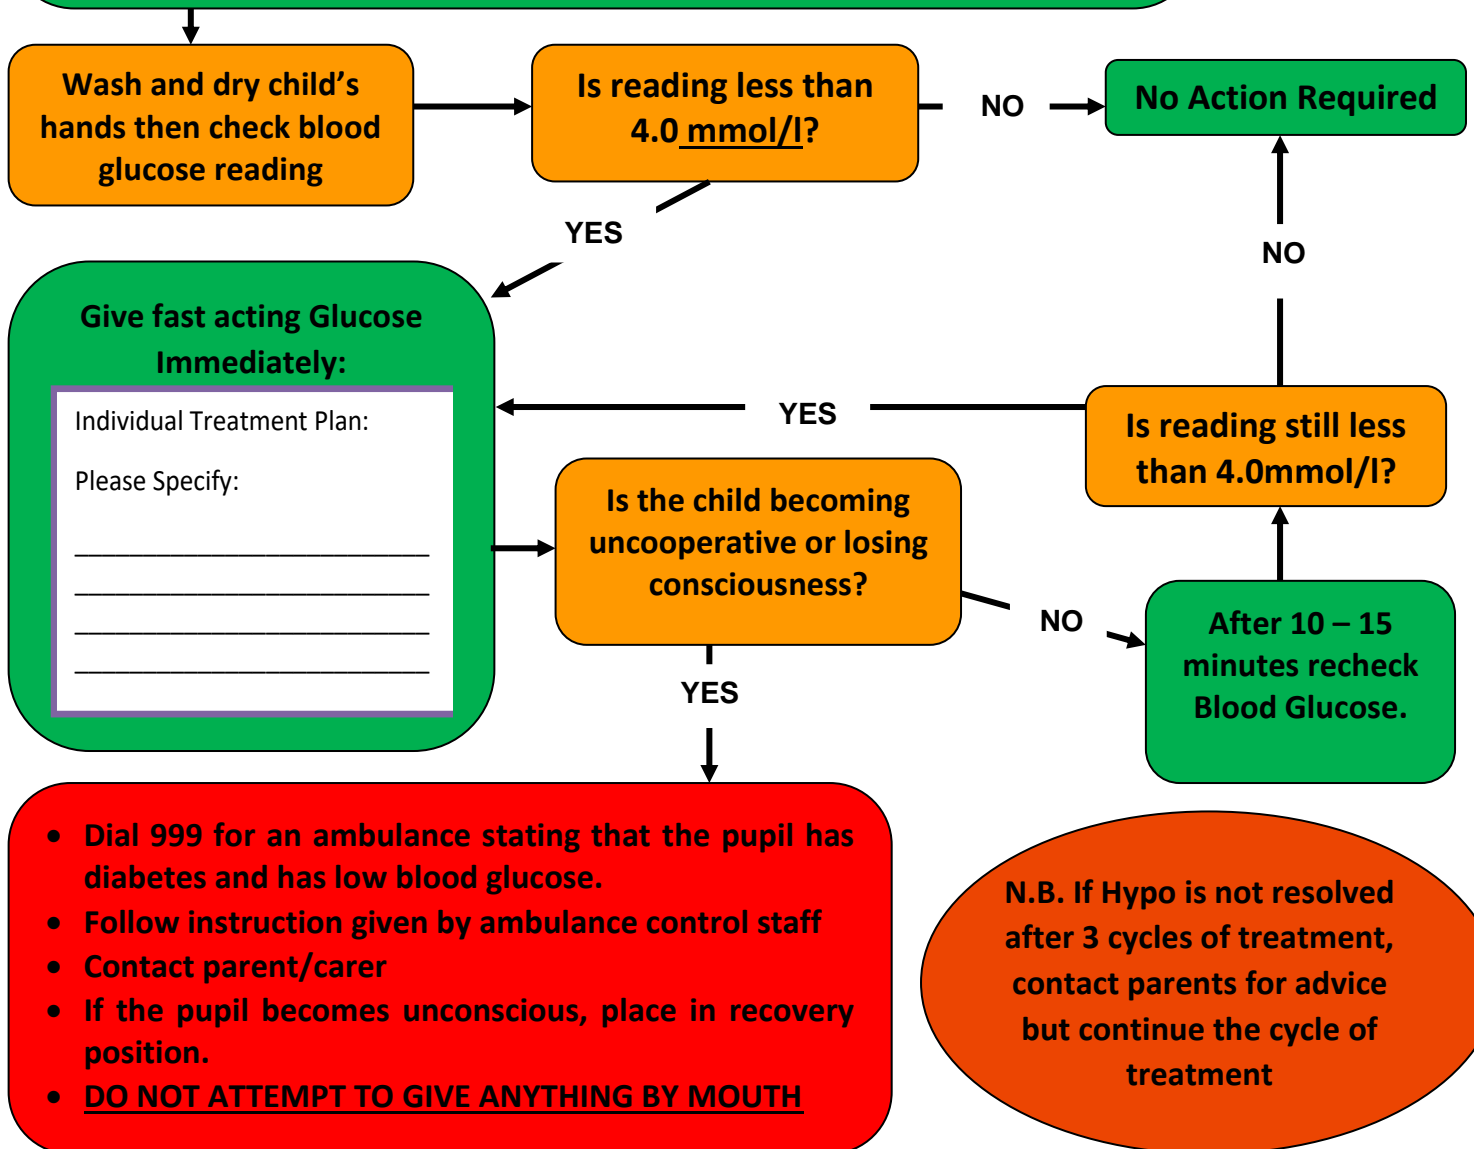 Wash and dry child's
hands then check blood
glucose reading
Is reading less than
4.0 mmol/l?
NO
No Action Required
YES
NO
Give fast acting Glucose
Immediately:
Individual Treatment Plan:
Please Specify:
YES
Is reading still less
than 4.0mmol/l?
Is the child becoming
uncooperative or losing
consciousness?
NO
After 10 – 15
minutes recheck
Blood Glucose.
YES
• Dial 999 for an ambulance stating that the pupil has
diabetes and has low blood glucose.
• Follow instruction given by ambulance control staff
• Contact parent/carer
• If the pupil becomes unconscious, place in recovery
position.
• DO NOT ATTEMPT TO GIVE ANYTHING BY MOUTH
N.B. If Hypo is not resolved
after 3 cycles of treatment,
contact parents for advice
but continue the cycle of
treatment